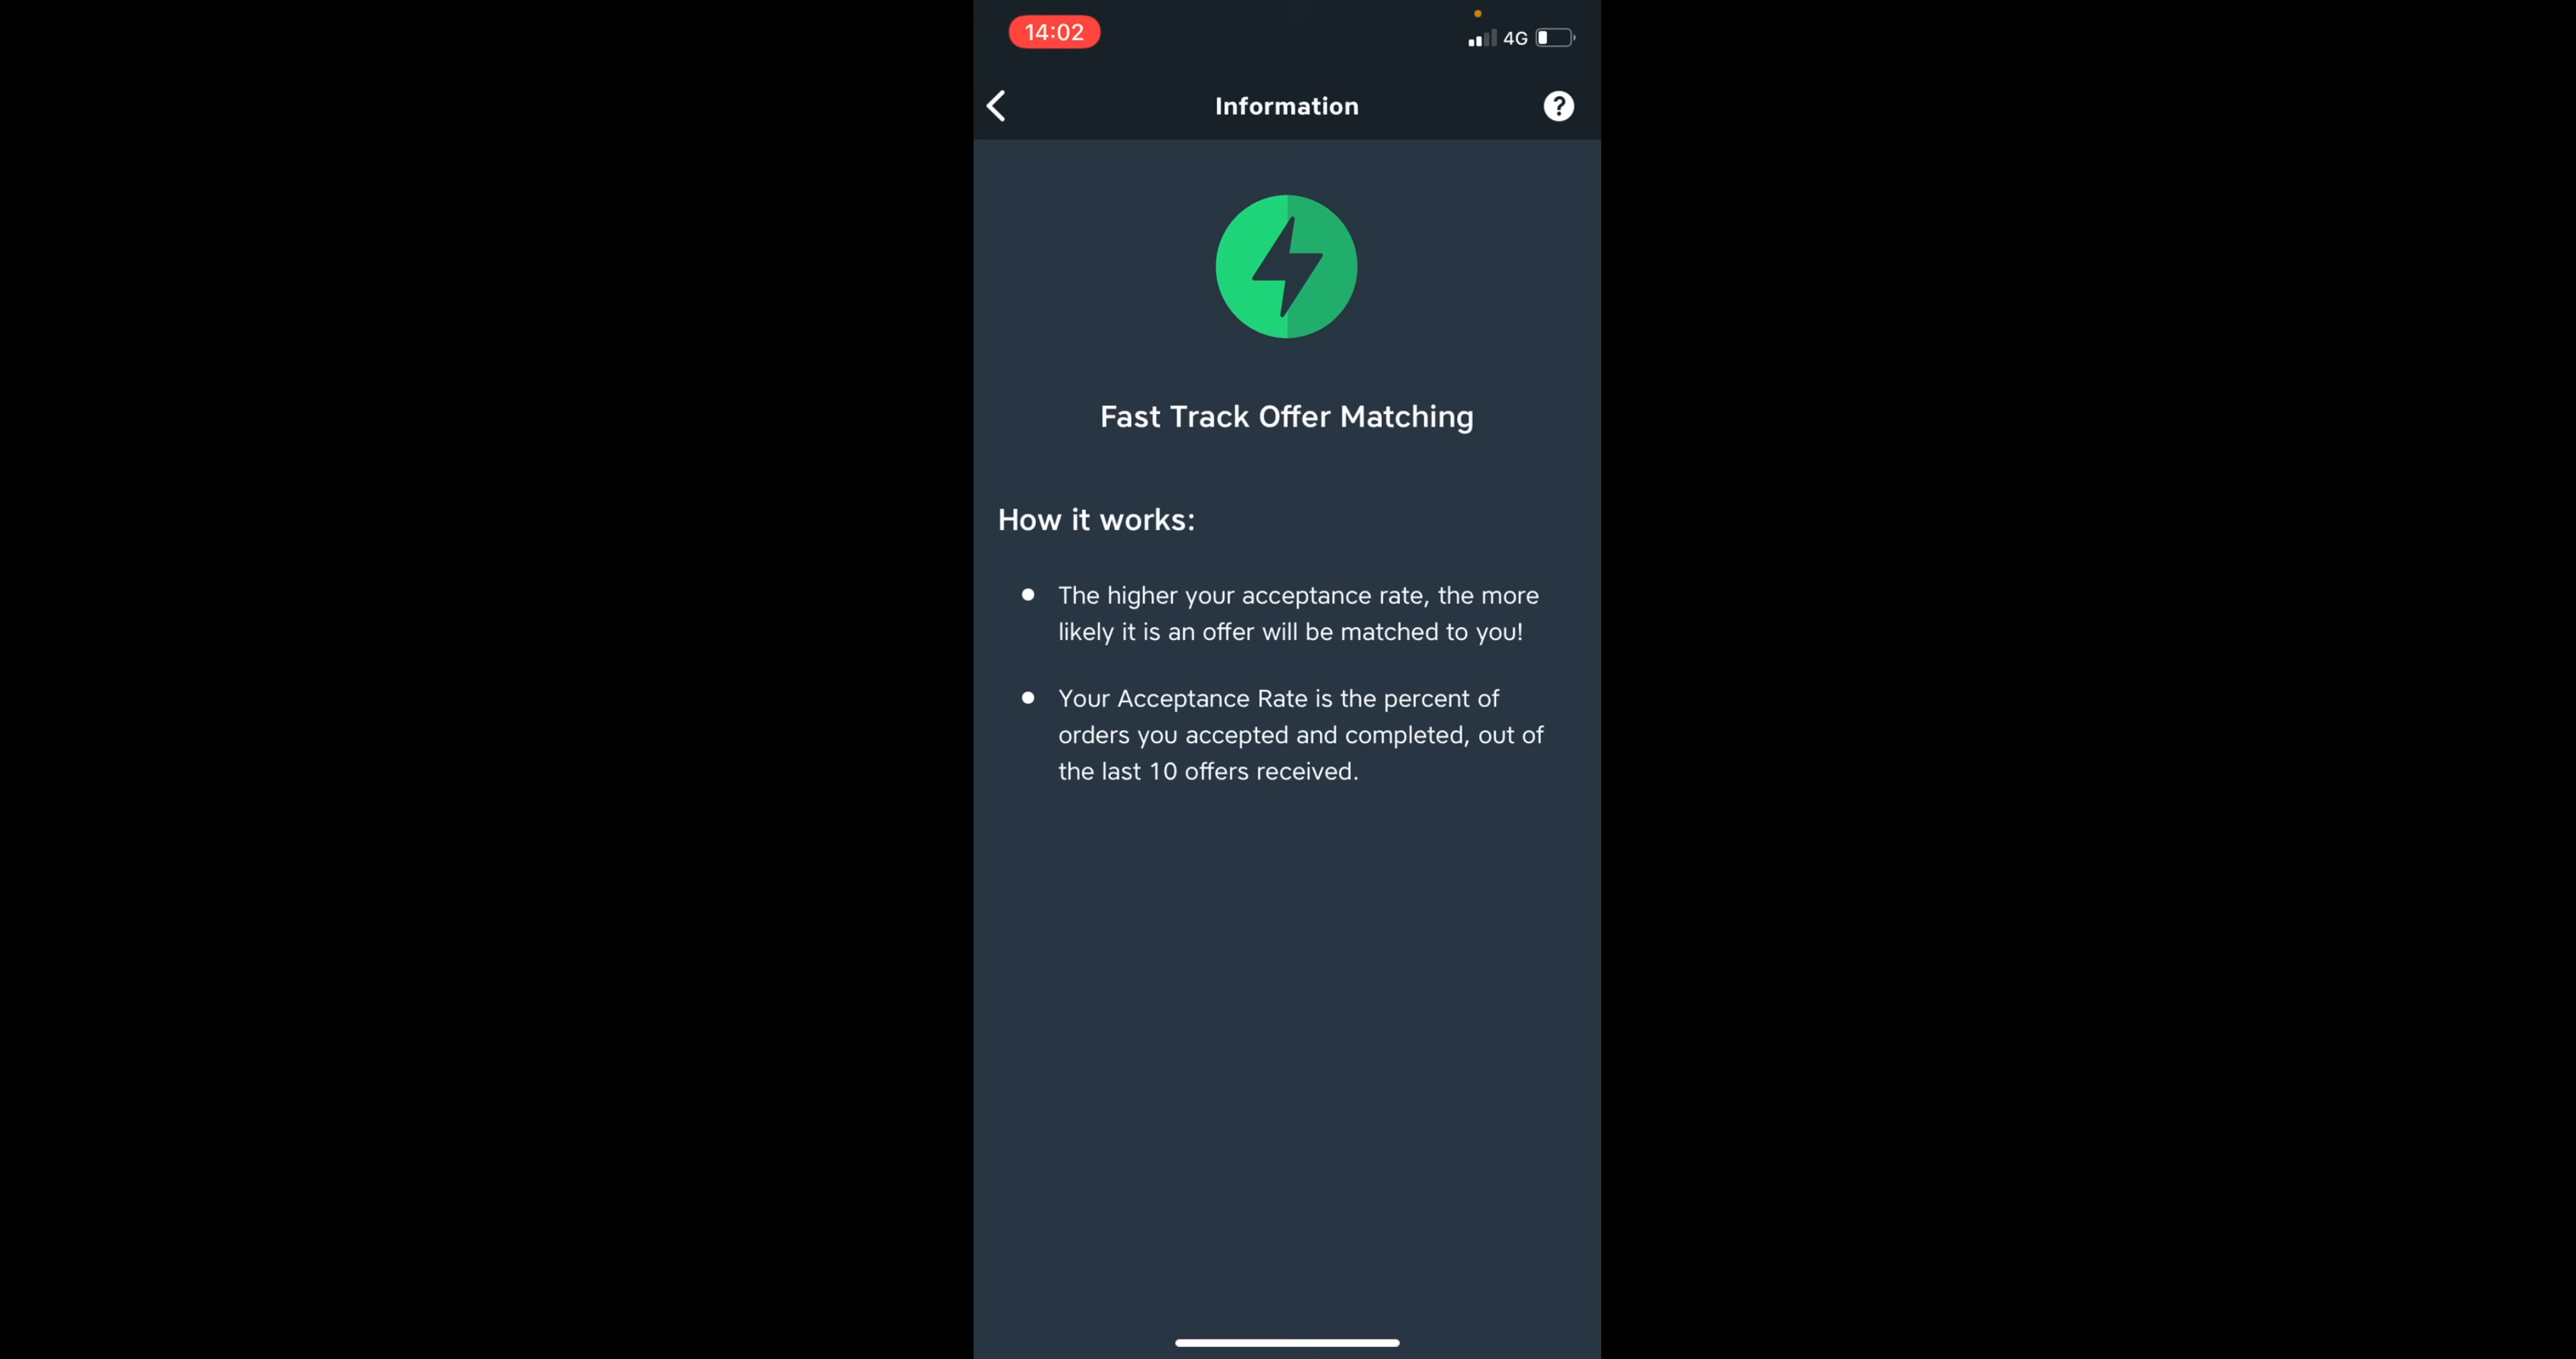 14:02
4G
Information
?
Fast Track Offer Matching
How it works:
The higher your acceptance rate, the more
likely it is an offer will be matched to you!
Your Acceptance Rate is the percent of
orders you accepted and completed, out of
the last 10 offers received.